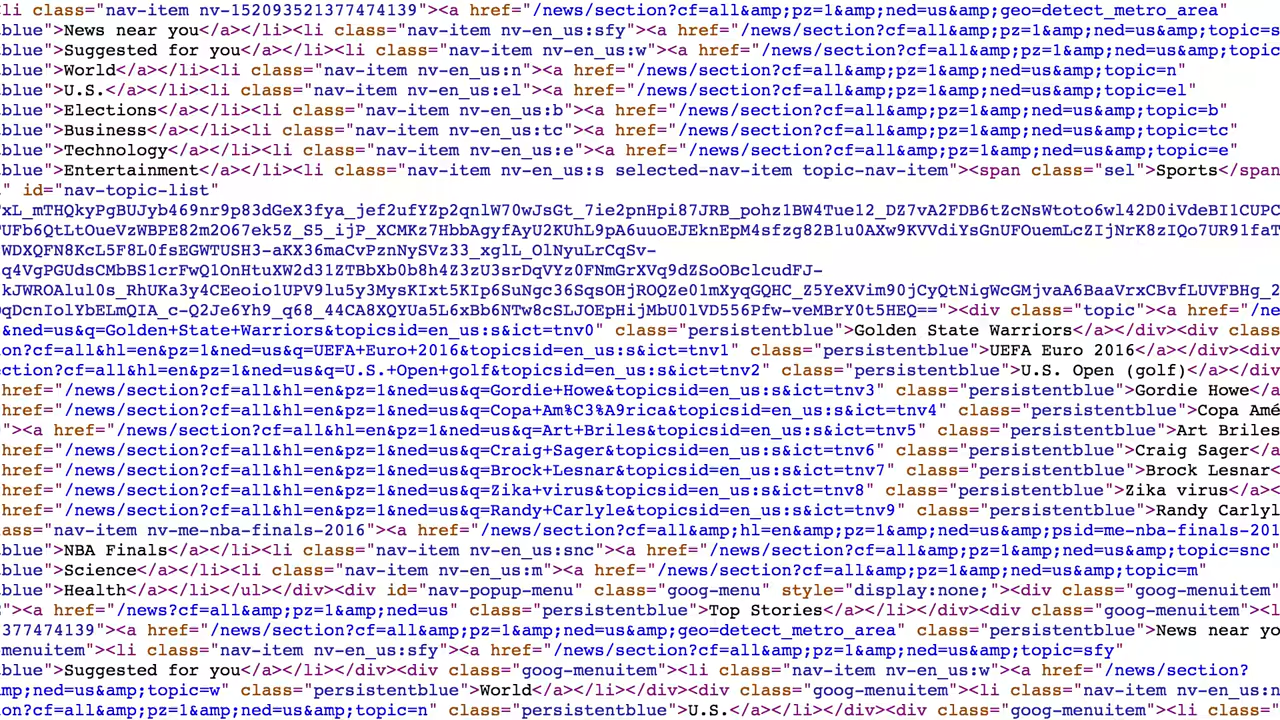 <li class="nav-item nv-152093521377474139"><a href="/news/section?cf=all&amp;pz=1&amp;ned=us&amp;geo=detect_metro_area"
blue">News near you</a></li><li class="nav-item nv-en_us:sfy"><a href="/news/section?cf=all&amp;pz=1&amp;ned=us&amp;topic=s
blue">Suggested for you</a></li><li class="nav-item nv-en_us:w"><a href="/news/section?cf=all&amp;pz=1&amp;ned=us&amp;topic
blue">World</a></li><li class="nav-item nv-en_us:n"><a href="/news/section?cf=all&amp;pz=1&amp;ned=us&amp;topic=n"
blue">U.S.</a></li><li class="nav-item nv-en_us:el"><a href="/news/section?cf=all&amp;pz=1&amp;ned=us&amp;topic=el"
blue">Elections</a></li><li class="nav-item nv-en_us:b"><a href="/news/section?cf=all&amp;pz=1&amp;ned=us&amp;topic=b"
blue">Business</a></li><li class="nav-item nv-en_us:tc"><a href="/news/section?cf=all&amp;pz=1&amp;ned=us&amp;topic=tc"
blue">Technology</a></li><li class="nav-item nv-en_us:e"><a href="/news/section?cf=all&amp;pz=1&amp;ned=us&amp;topic=e"
blue">Entertainment</a></li><li class="nav-item nv-en_us:s selected-nav-item topic-nav-item"><span class="sel">Sports</span
" id="nav-topic-list"
xL_mTHQkyPgBUJyb469nr9p83dGeX3fya_jef2ufYZp2qnlW70wJsGt_7ie2pnHpi87JRB_pohz1BW4Tue12_DZ7vA2FDB6tZcNsWtoto6wl42D0iVdeBI1CUPC
UFb6QtLtOueVzWBPE82m2O67ek5Z_S5_ijP_XCMKz7HbbAgyfAyU2KUhL9pA6uuoEJEknEpM4sfzg82B1u0AXw9KVVdiYsGnUFOuemLcZIjNrK8zIQo7UR91faT
WDXQFN8KcL5F8L0fsEGWTUSH3-aKX36maCvPznNySVz33_xglL_OlNyuLrCqSv-
q4VgPGUdsCMbBS1crFwQ1OnHtuXW2d31ZTBbXb0b8h4Z3zU3srDqVYz0FNmGrXVq9dZSoOBclcudFJ-
kJWROAlul0s_RhUKa3y4CEeoio1UPV9lu5y3MysKIxt5KIp6SuNgc36SqsOHjROQZe01mXyqGQHC_Z5YeXVim90jCyQtNigWcGMjvaA6BaaVrxCBvfLUVFBHg_2
qDcnIolYbELmQIA_c-Q2Je6Yh9_q68_44CA8XQYUa5L6xBb6NTw8cSLJOEpHijMbU0lVD556Pfw-veMBrY0t5HEQ=="><div class="topic"><a href="/ne
&ned=us&q=Golden+State+Warriors&topicsid=en_us:s&ict=tnv0" class="persistentblue">Golden State Warriors</a></div><div class
on?cf=all&hl=en&pz=1&ned=us&q=UEFA+Euro+2016&topicsid=en_us:s&ict=tnv1" class="persistentblue">UEFA Euro 2016</a></div><div
ction?cf=all&hl=en&pz=1&ned=us&q=U.S.+Open+golf&topicsid=en_us:s&ict=tnv2" class="persistentblue">U.S. Open (golf)</a></div
href="/news/section?cf=all&hl=en&pz=1&ned=us&q=Gordie+Howe&topicsid=en_us:s&ict=tnv3" class="persistentblue">Gordie Howe</a
href="/news/section?cf=all&hl=en&pz=1&ned=us&q=Copa+Am%C3%A9rica&topicsid=en_us:s&ict=tnv4" class="persistentblue">Copa Amé
"><a href="/news/section?cf=all&hl=en&pz=1&ned=us&q=Art+Briles&topicsid=en_us:s&ict=tnv5" class="persistentblue">Art Briles
href="/news/section?cf=all&hl=en&pz=1&ned=us&q=Craig+Sager&topicsid=en_us:s&ict=tnv6" class="persistentblue">Craig Sager</a
href="/news/section?cf=all&hl=en&pz=1&ned=us&q=Brock+Lesnar&topicsid=en_us:s&ict=tnv7" class="persistentblue">Brock Lesnar<
href="/news/section?cf=all&hl=en&pz=1&ned=us&q=Zika+virus&topicsid=en_us:s&ict=tnv8" class="persistentblue">Zika virus</a><
href="/news/section?cf=all&hl=en&pz=1&ned=us&q=Randy+Carlyle&topicsid=en_us:s&ict=tnv9" class="persistentblue">Randy Carlyl
ass="nav-item nv-me-nba-finals-2016"><a href="/news/section?cf=all&amp;hl=en&amp;pz=1&amp;ned=us&amp;psid=me-nba-finals-201
blue">NBA Finals</a></li><li class="nav-item nv-en_us:snc"><a href="/news/section?cf=all&amp;pz=1&amp;ned=us&amp;topic=snc"
blue">Science</a></li><li class="nav-item nv-en_us:m"><a href="/news/section?cf=all&amp;pz=1&amp;ned=us&amp;topic=m"
blue">Health</a></li></ul></div><div id="nav-popup-menu" class="goog-menu" style="display:none;"><div class="goog-menuitem"
"><a href="/news?cf=all&amp;pz=1&amp;ned=us" class="persistentblue">Top Stories</a></li></div><div class="goog-menuitem"><l
377474139"><a href="/news/section?cf=all&amp;pz=1&amp;ned=us&amp;geo=detect_metro_area" class="persistentblue">News near yo
menuitem"><li class="nav-item nv-en_us:sfy"><a href="/news/section?cf=all&amp;pz=1&amp;ned=us&amp;topic=sfy"
blue">Suggested for you</a></li></div><div class="goog-menuitem"><li class="nav-item nv-en_us:w"><a href="/news/section?
mp;ned=us&amp;topic=w" class="persistentblue">World</a></li></div><div class="goog-menuitem"><li class="nav-item nv-en_us:n
on?cf=all&amp;pz=1&amp;ned=us&amp;topic=n" class="persistentblue">U.S.</a></li></div><div class="goog-menuitem"><li class="